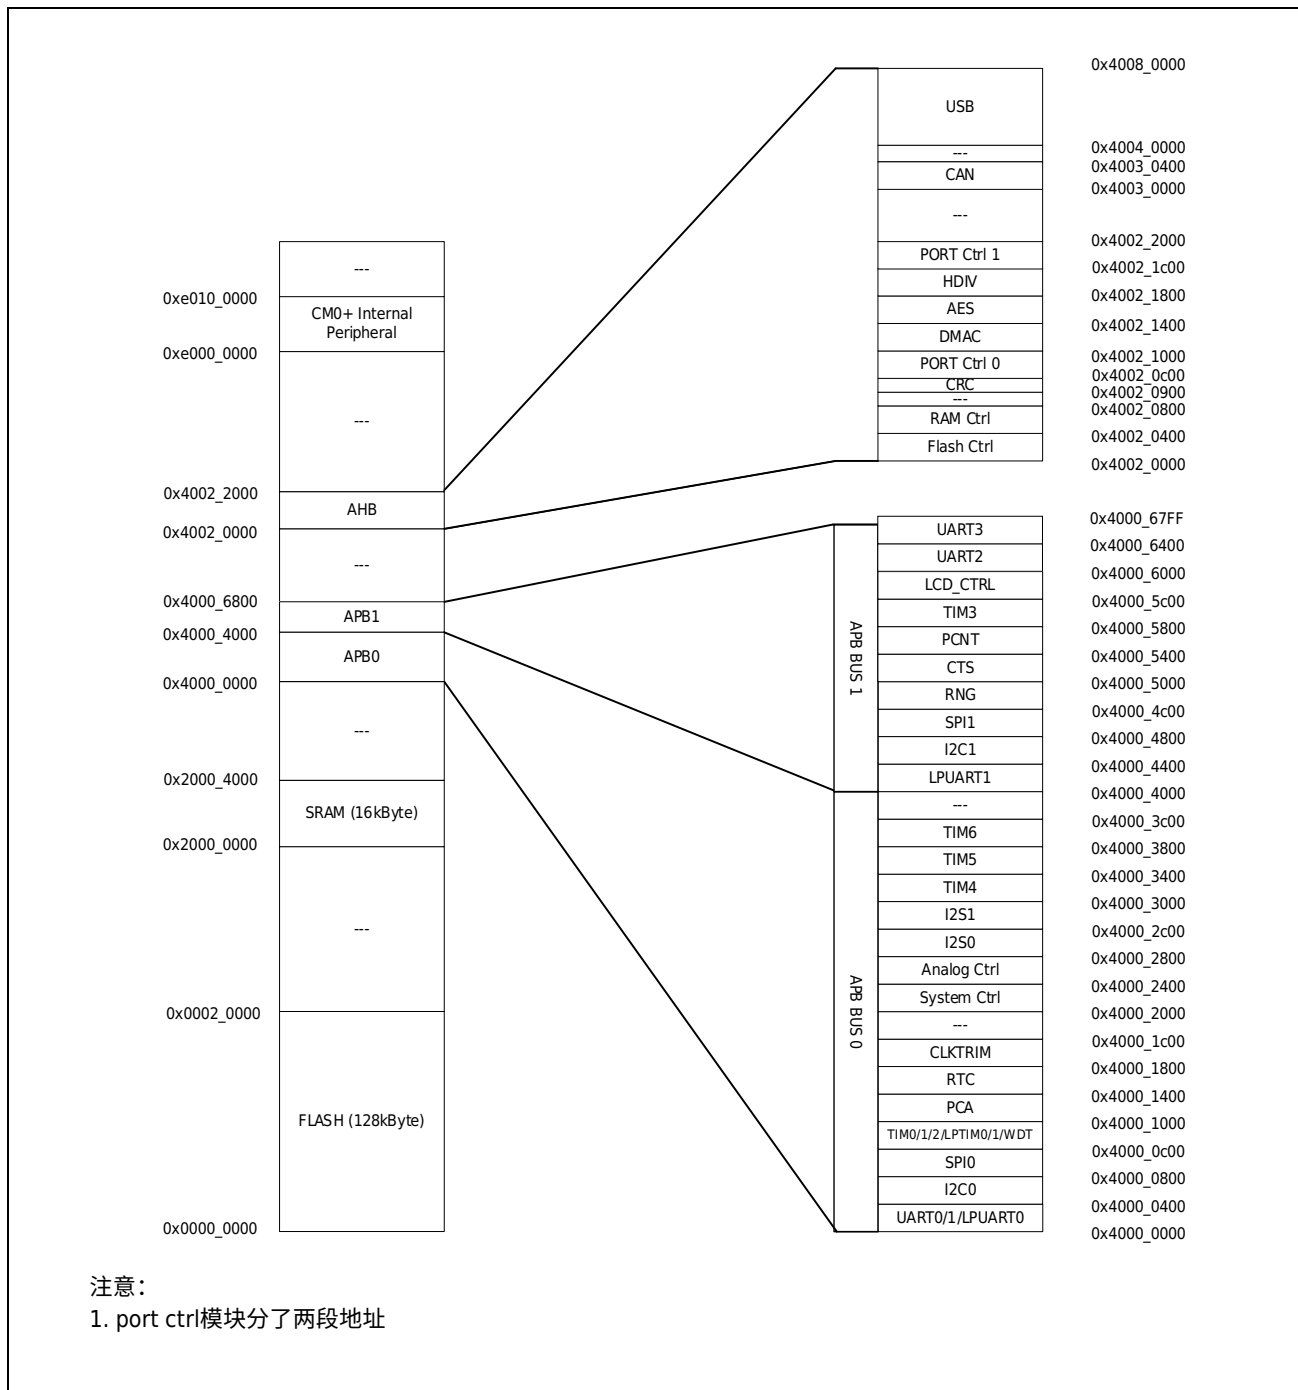 ---
0xe010_0000
CM0+ Internal
Peripheral
0xe000_0000
---
0x4002_2000
AHB
0x4002_0000
---
0x4000_6800
APB1
0x4000_4000
APB0
0x4000_0000
---
0x2000_4000
SRAM (16kByte)
0x2000_0000
---
0x0002_0000
FLASH (128kByte)
0x0000_0000
0x4008_0000
USB
0x4004_0000
---
0x4003_0400
CAN
0x4003_0000
---
0x4002_2000
PORT Ctrl 1
0x4002_1c00
HDIV
0x4002_1800
AES
0x4002_1400
DMAC
0x4002_1000
PORT Ctrl 0
0x4002_0c00
CRC
0x4002_0900
---
0x4002_0800
RAM Ctrl
0x4002_0400
Flash Ctrl
0x4002_0000
APB BUS 1
0x4000_67FF
UART3
0x4000_6400
UART2
0x4000_6000
LCD_CTRL
0x4000_5c00
TIM3
0x4000_5800
PCNT
0x4000_5400
CTS
0x4000_5000
RNG
0x4000_4c00
SPI1
0x4000_4800
I2C1
0x4000_4400
LPUART1
0x4000_4000
APB BUS 0
---
0x4000_3c00
TIM6
0x4000_3800
TIM5
0x4000_3400
TIM4
0x4000_3000
I2S1
0x4000_2c00
I2S0
0x4000_2800
Analog Ctrl
0x4000_2400
System Ctrl
0x4000_2000
---
0x4000_1c00
CLKTRIM
0x4000_1800
RTC
0x4000_1400
PCA
0x4000_1000
TIM0/1/2/LPTIM0/1/WDT
0x4000_0c00
SPI0
0x4000_0800
I2C0
0x4000_0400
UART0/1/LPUART0
0x4000_0000
注意：
1. port ctrl模块分了两段地址